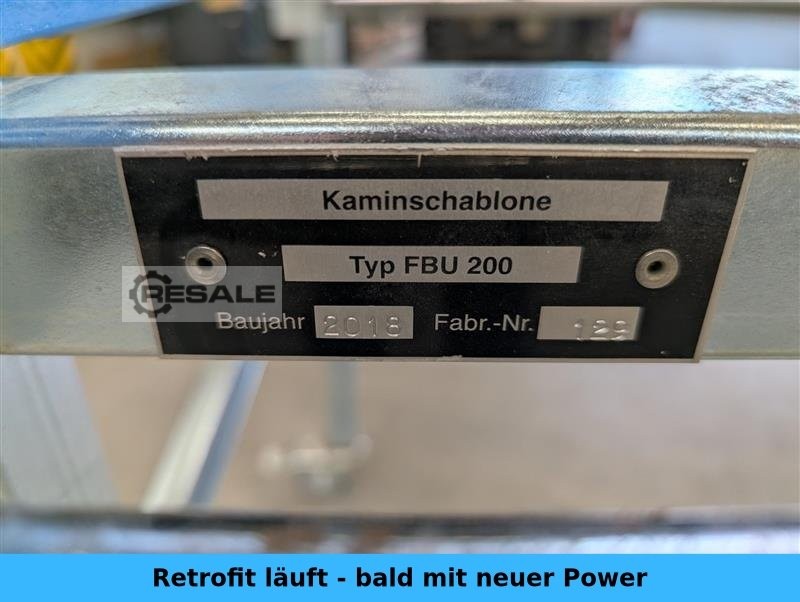 Kaminschablone
Typ FBU 200
RESALE
Baujahr 2018 Fabr.-Nr. 129
Retrofit läuft - bald mit neuer Power